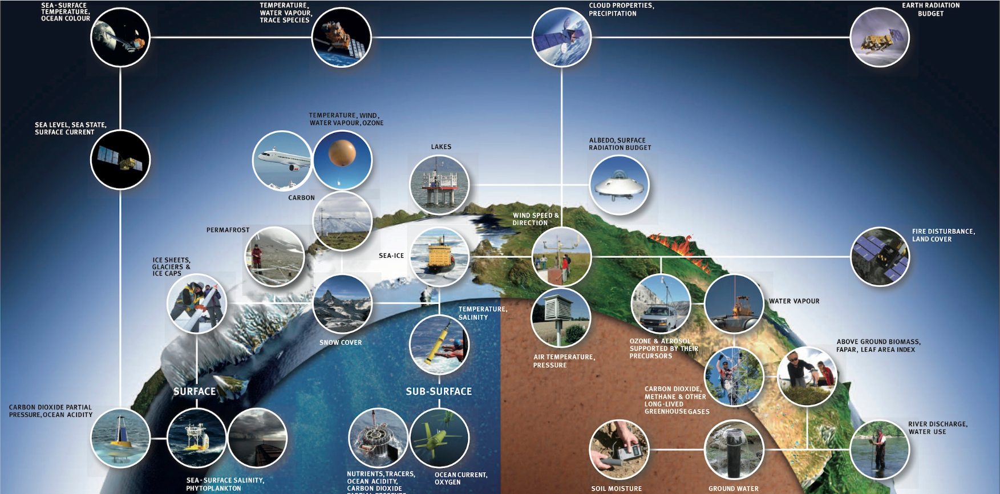 SEA-SURFACE
TEMPERATURE,
OCEAN COLOUR
TEMPERATURE,
WATER VAPOUR,
TRACE SPECIES
CLOUD PROPERTIES,
PRECIPITATION
EARTH RADIATION
BUDGET
SEA LEVEL, SEA STATE,
SURFACE CURRENT
TEMPERATURE, WIND,
WATER VAPOUR, OZONE
LAKES
ALBEDO, SURFACE
RADIATION BUDGET
CARBON
PERMAFROST
WIND SPEED &
DIRECTION
FIRE DISTURBANCE,
LAND COVER
ICE SHEETS,
GLACIERS &
ICE CAPS
SEA-ICE
WATER VAPOUR
TEMPERATURE,
SALINITY
SNOW COVER
AIR TEMPERATURE,
PRESSURE
OZONE & AEROSOL,
SUPPORTED BY THEIR
PRECURSORS
ABOVE GROUND BIOMASS,
FAPAR, LEAF AREA INDEX
SURFACE
SUB-SURFACE
CARBON DIOXIDE,
METHANE & OTHER
LONG-LIVED
GREENHOUSE GASES
CARBON DIOXIDE PARTIAL
PRESSURE, OCEAN ACIDITY
RIVER DISCHARGE,
WATER USE
SEA-SURFACE SALINITY,
PHYTOPLANKTON
NUTRIENTS, TRACERS,
OCEAN ACIDITY,
CARBON DIOXIDE
PARTIAL PRESSURE
OCEAN CURRENT,
OXYGEN
SOIL MOISTURE
GROUND WATER